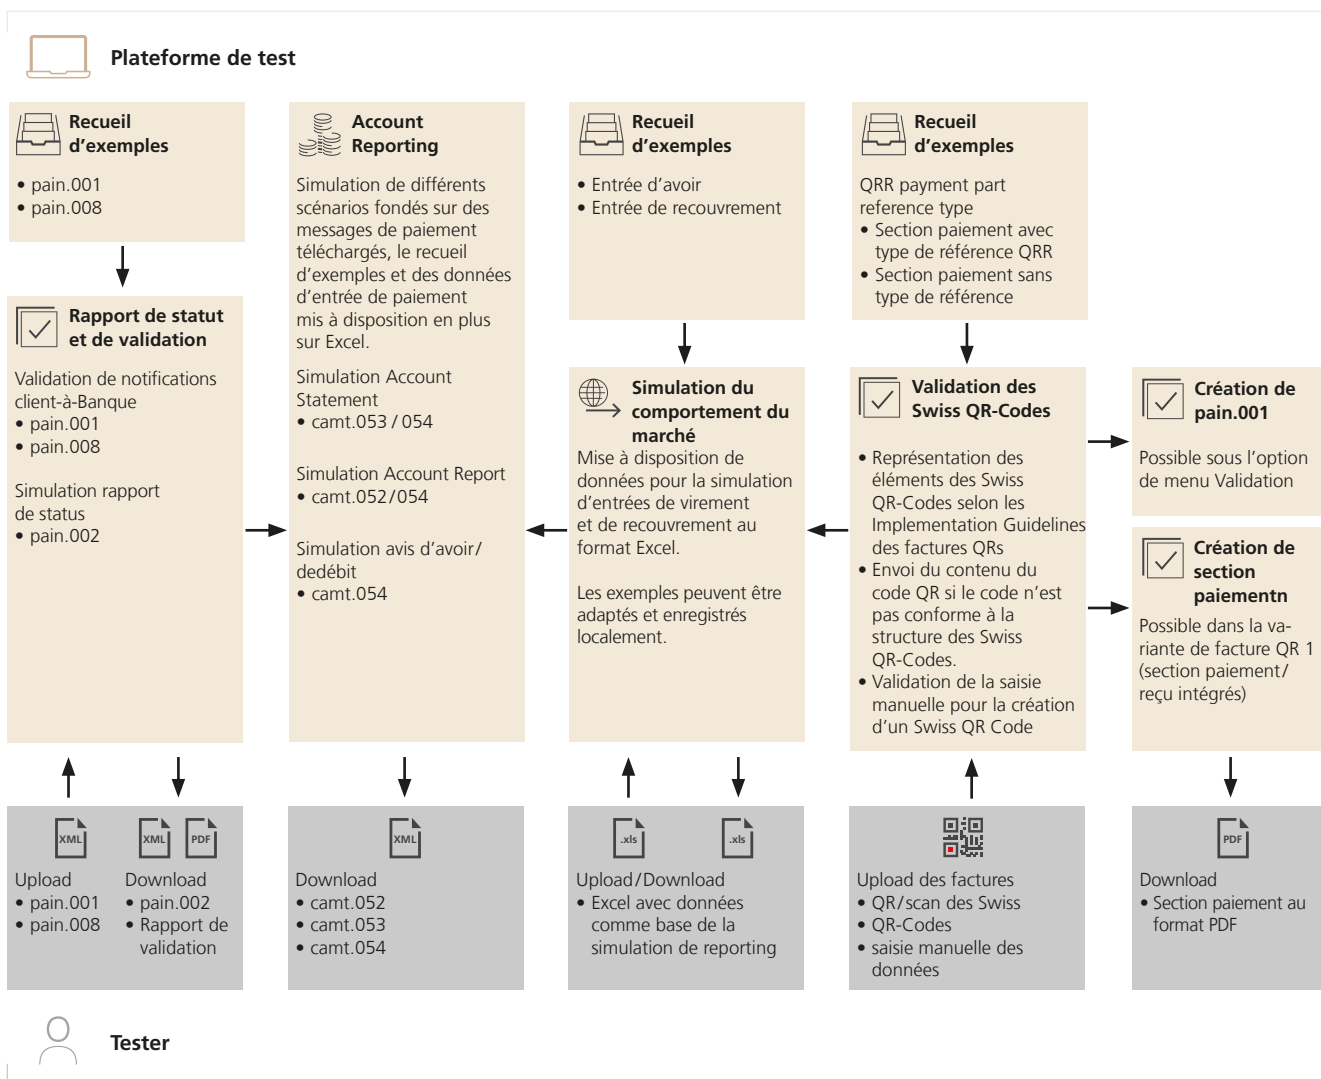 Plateforme de test
Recueil
d'exemples
• pain.001
• pain.008
Rapport de statut
et de validation
Validation de notifications
client-à-Banque
• pain.001
• pain.008
Simulation rapport
de status
• pain.002
Account
Reporting
Simulation de différents
scénarios fondés sur des
messages de paiement
téléchargés, le recueil
d'exemples et des données
d'entrée de paiement
mis à disposition en plus
sur Excel.
Simulation Account
Statement
• camt.053 / 054
Simulation Account Report
• camt.052/054
Simulation avis d'avoir/
dedébit
• camt.054
Recueil
d'exemples
• Entrée d'avoir
• Entrée de recouvrement
Simulation du
comportement du
marché
Mise à disposition de
données pour la simulation
d'entrées de virement
et de recouvrement au
format Excel.
Les exemples peuvent être
adaptés et enregistrés
localement.
Recueil
d'exemples
QRR payment part
reference type
• Section paiement avec
type de référence QRR
• Section paiement sans
type de référence
Validation des
Swiss QR-Codes
• Représentation des
éléments des Swiss
QR-Codes selon les
Implementation Guidelines
des factures QRs
• Envoi du contenu du
code QR si le code n'est
pas conforme à la
structure des Swiss
QR-Codes.
• Validation de la saisie
manuelle pour la création
d'un Swiss QR Code
Création de
pain.001
Possible sous l'option
de menu Validation
Création de
section
paiementn
Possible dans la va-
riante de facture QR 1
(section paiement/
reçu intégrés)
XML
Upload
• pain.001
• pain.008
XML PDF
Download
• pain.002
• Rapport de
validation
XML
Download
• camt.052
• camt.053
• camt.054
.xls .xls
Upload/Download
• Excel avec données
comme base de la
simulation de reporting
Upload des factures
• QR/scan des Swiss
• QR-Codes
• saisie manuelle des
données
PDF
Download
• Section paiement au
format PDF
Tester